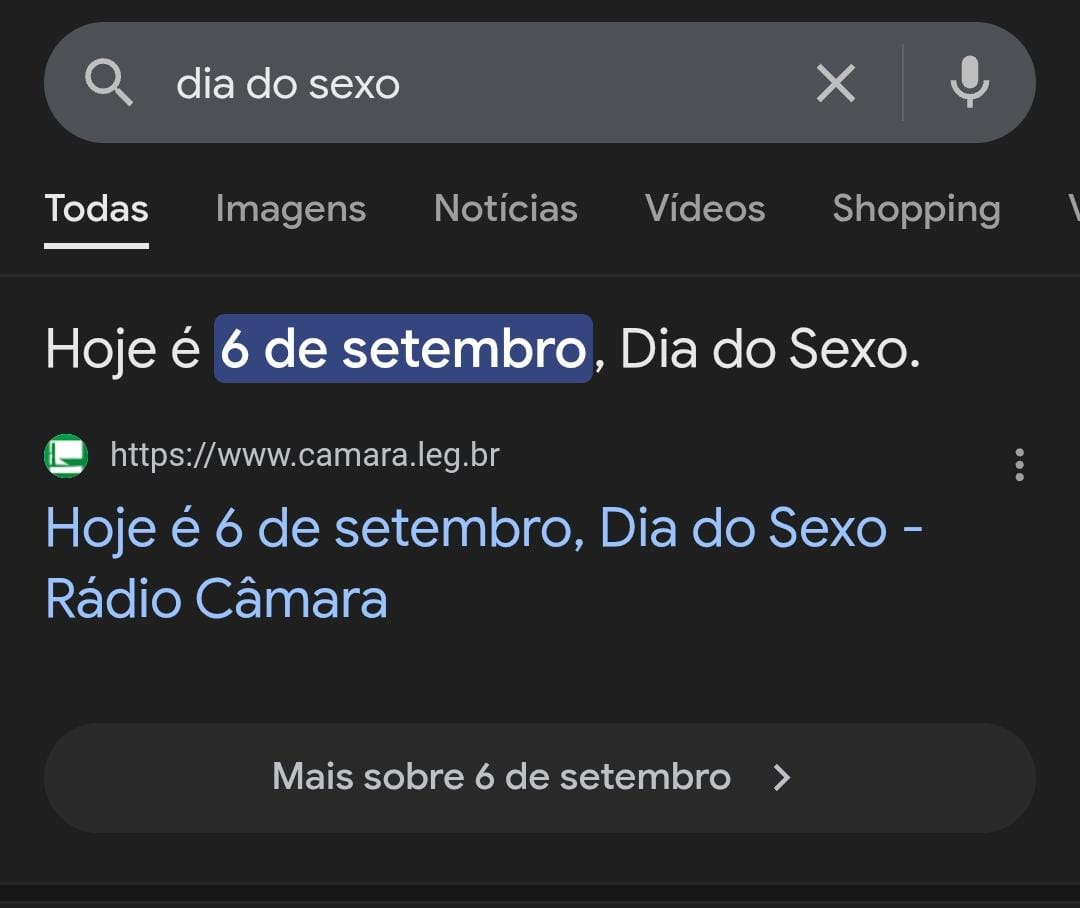 dia do sexo
Todas Imagens Notícias Vídeos Shopping
Hoje é 6 de setembro, Dia do Sexo.
https://www.camara.leg.br
Hoje é 6 de setembro, Dia do Sexo -
Rádio Câmara
Mais sobre 6 de setembro